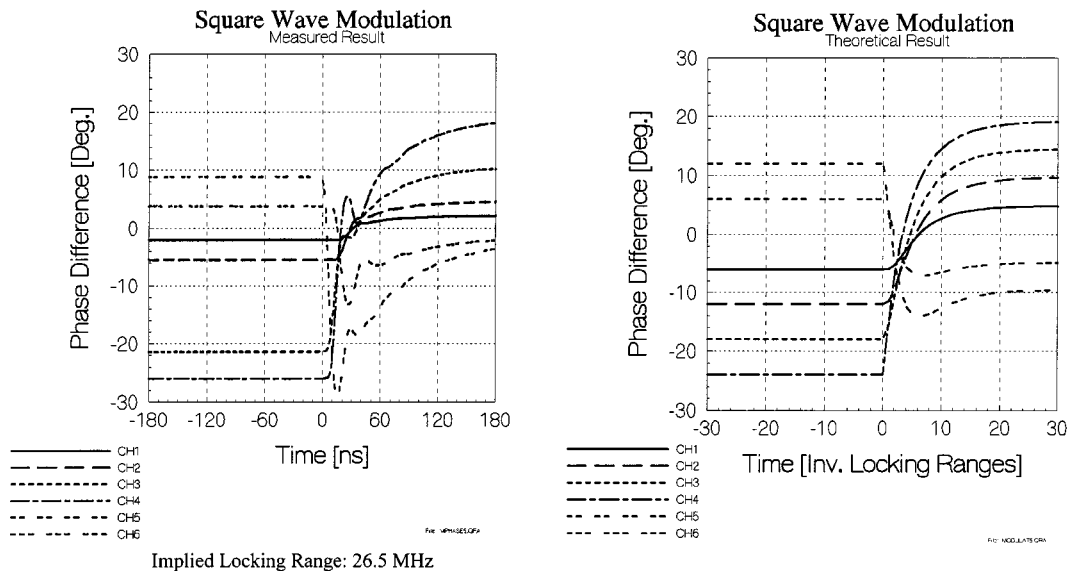 Square Wave Modulation
Measured Result
30
20
10
0
-10
-20
-30
-180
-120
-60
0
60
120
180
Phase Difference [Deg.]
Time [ns]
CH1
CH2
CH3
CH4
CH5
CH6
Implied Locking Range: 26.5 MHz
Square Wave Modulation
Theoretical Result
30
20
10
0
-10
-20
-30
-30
-20
-10
0
10
20
30
Phase Difference [Deg.]
Time [Inv. Locking Ranges]
CH1
CH2
CH3
CH4
CH5
CH6